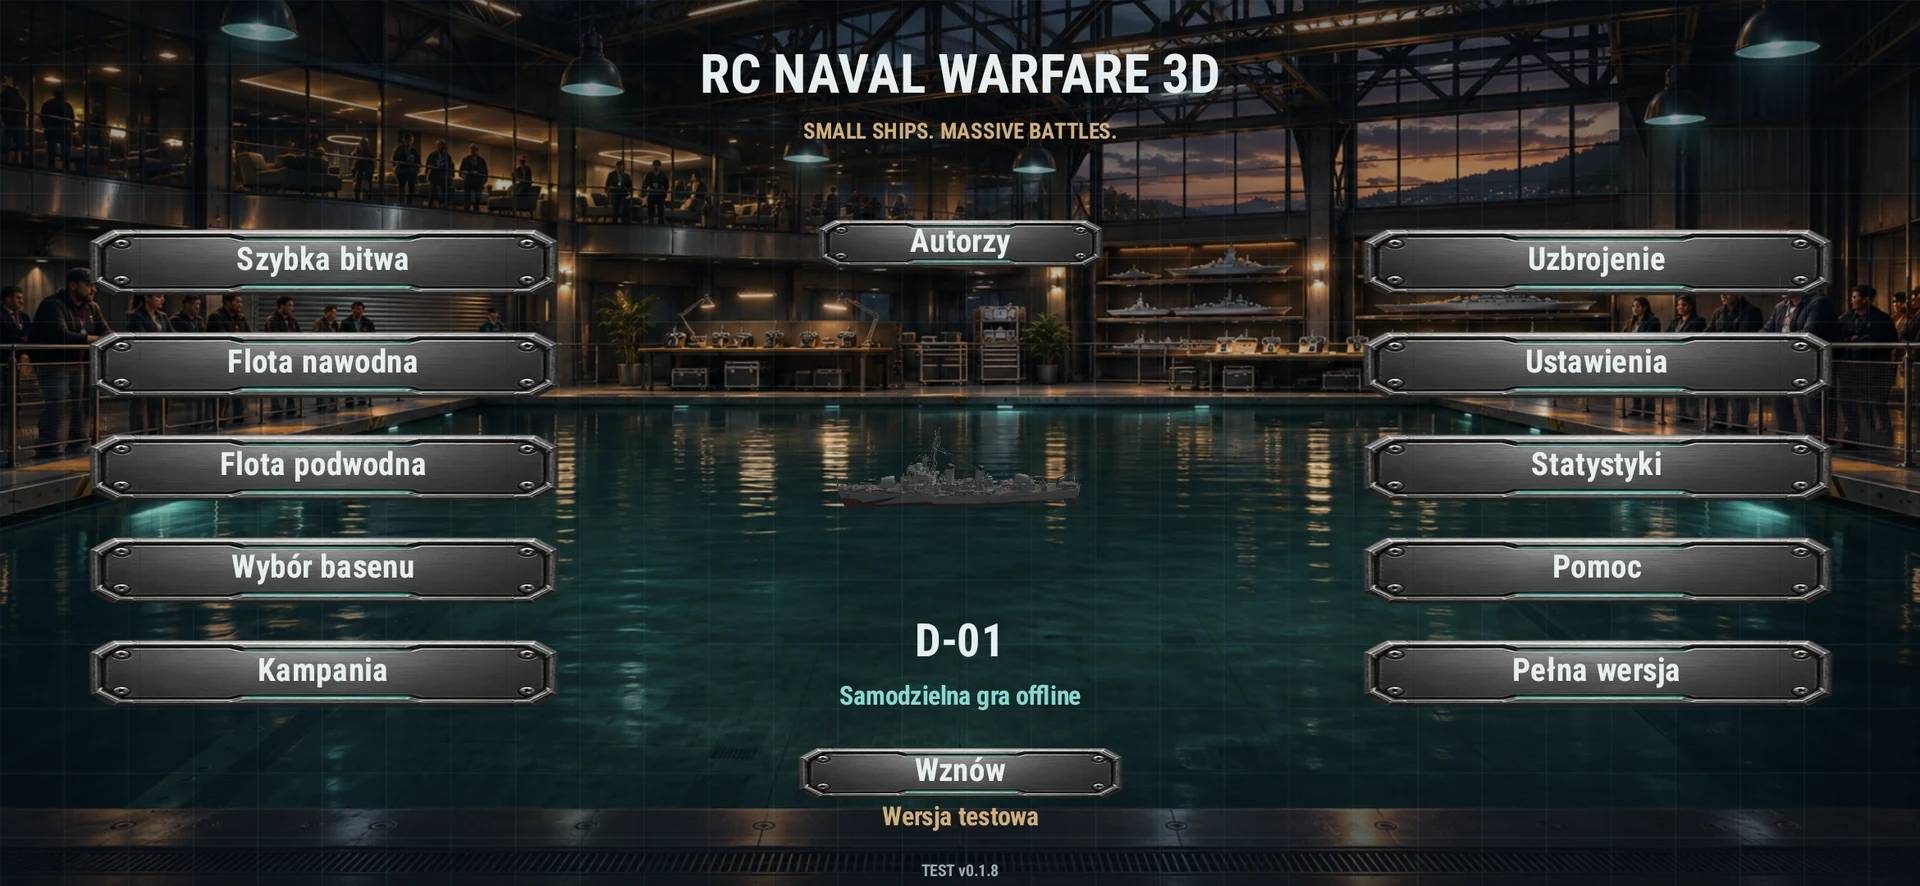 RC NAVAL WARFARE 3D
SMALL SHIPS. MASSIVE BATTLES.
Autorzy
Szybka bitwa
Flota nawodna
Flota podwodna
Wybór basenu
Kampania
Uzbrojenie
Ustawienia
Statystyki
Pomoc
Pełna wersja
D-01
Samodzielna gra offline
Wznów
Wersja testowa
TEST v0.1.8